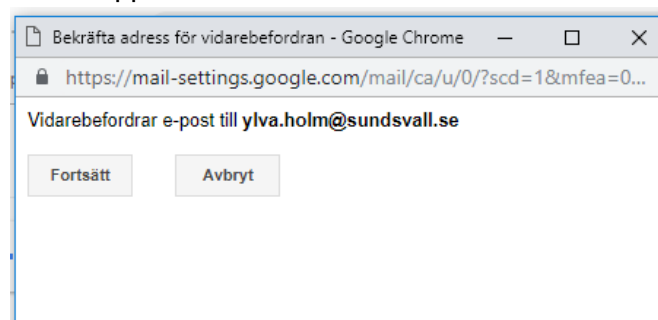 Bekräfta adress för vidarebefordran - Google Chrome
https://mail-settings.google.com/mail/ca/u/0/?scd=1&mfea=0...
Vidarebefordrar e-post till ylva.holm@sundsvall.se
Fortsätt Avbryt